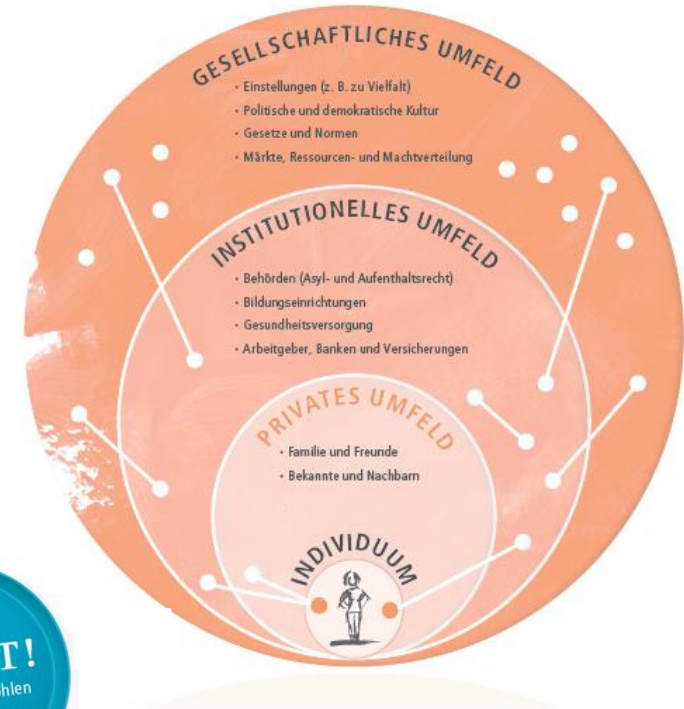 GESELLSCHAFTLICHES UMFELD
· Einstellungen (z. B. zu Vielfalt)
· Politische und demokratische Kultur
· Gesetze und Normen
· Märkte, Ressourcen- und Machtverteilung
INSTITUTIONELLES UMFELD
· Behörden (Asyl- und Aufenthaltsrecht)
· Bildungseinrichtungen
· Gesundheitsversorgung
· Arbeitgeber, Banken und Versicherungen
PRIVATES UMFELD
· Familie und Freunde
· Bekannte und Nachbarn
INDIVIDUUM
T!
hlen